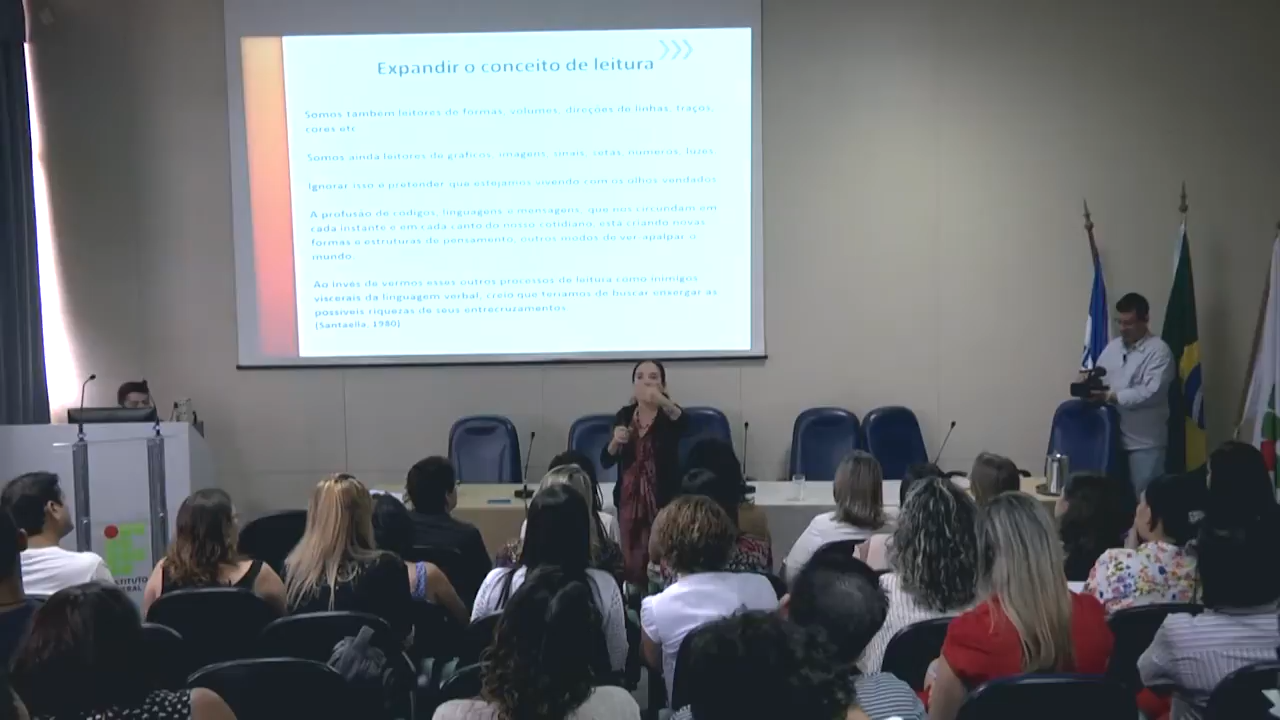 Expandir o conceito de leitura
Somos também leitores de formas, volumes, direções de linhas, traços,
cores etc.
Somos ainda leitores de gráficos, imagens, sinais, setas, números, luzes.
Ignorar isso é pretender que estejamos vivendo com os olhos vendados.
A profusão de códigos, linguagens e mensagens, que nos circundam em
cada instante e em cada canto do nosso cotidiano, está criando novas
formas e estruturas de pensamento, outros modos de ver, apalpar o
mundo.
Ao invés de vermos esses outros processos de leitura como inimigos
viscerais da linguagem verbal, creio que teríamos de buscar enxergar as
possíveis riquezas de seus entrecruzamentos.
(Santaella, 1980)